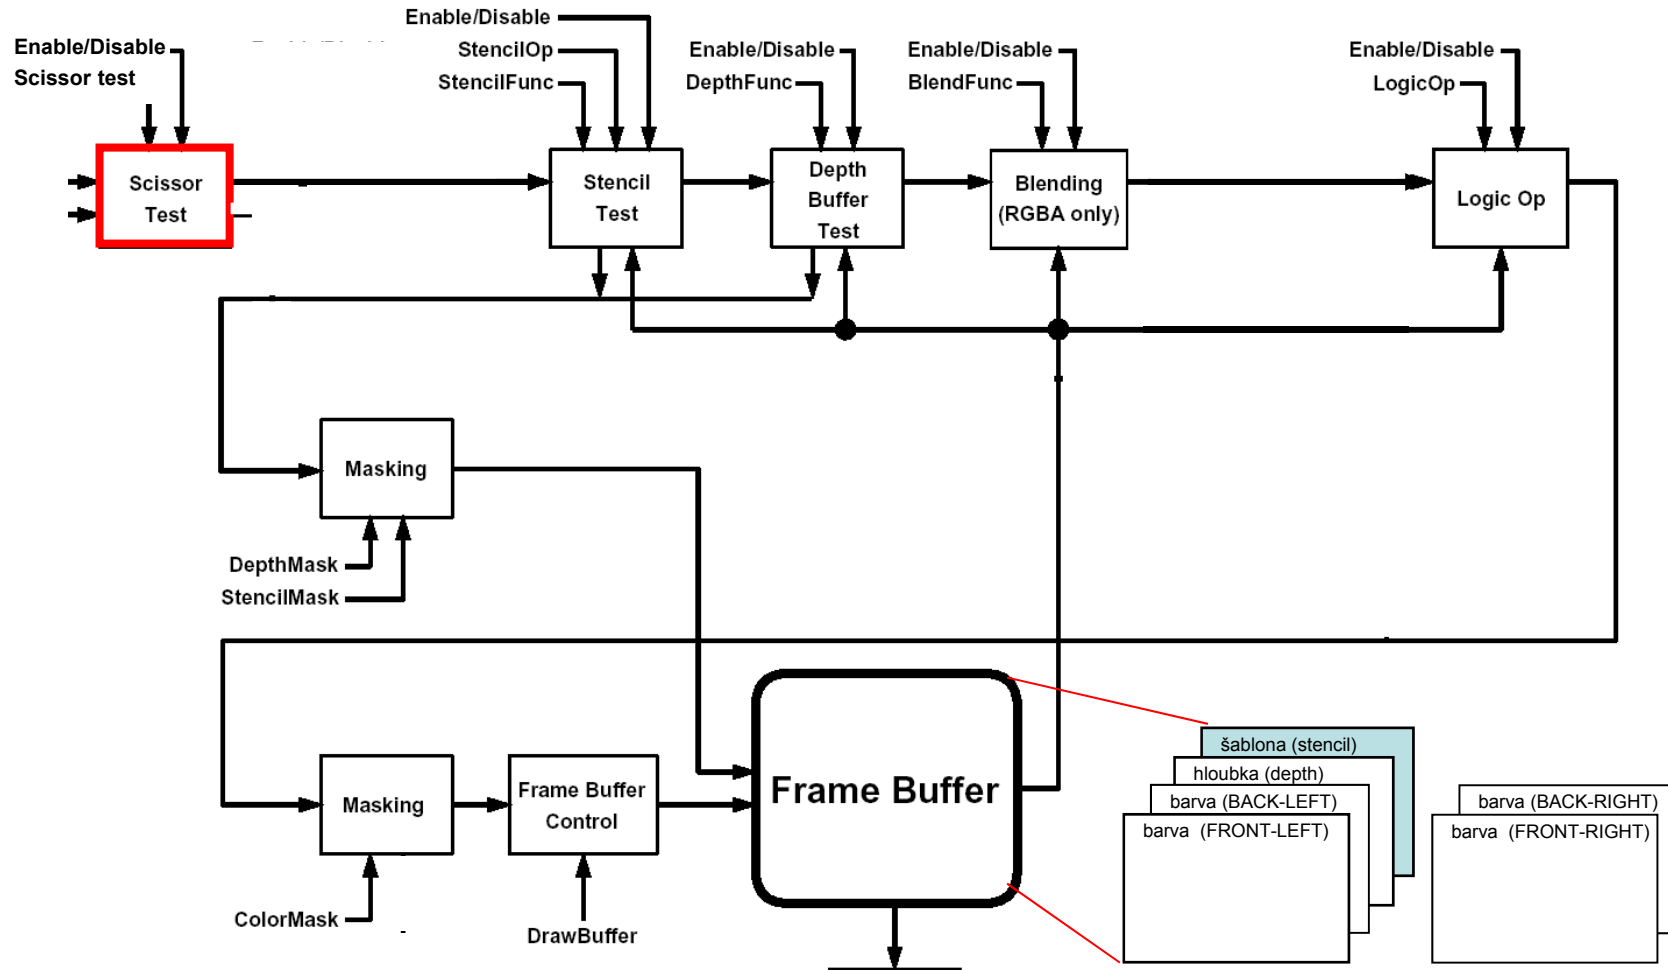 Enable/Disable
Enable/Disable
Scissor test
StencilOp
StencilFunc
Enable/Disable
DepthFunc
Enable/Disable
BlendFunc
Enable/Disable
LogicOp
Scissor
Test
Stencil
Test
Depth
Buffer
Test
Blending
(RGBA only)
Logic Op
Masking
DepthMask
StencilMask
Masking
Frame Buffer
Control
Frame Buffer
ColorMask
DrawBuffer
šablona (stencil)
hloubka (depth)
barva (BACK-LEFT)
barva (FRONT-LEFT)
barva (BACK-RIGHT)
barva (FRONT-RIGHT)